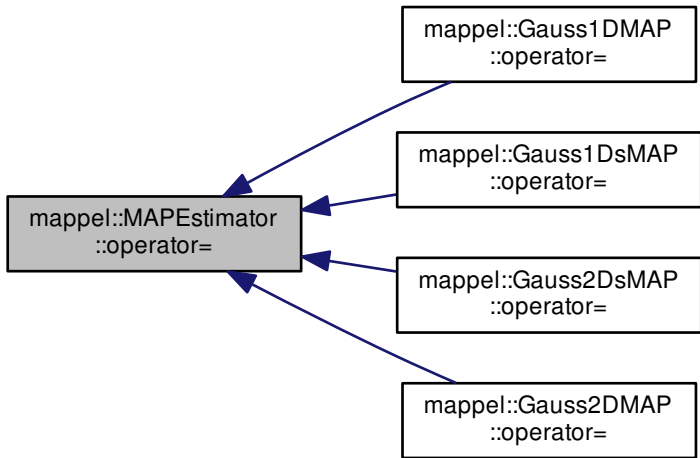 mappel::Gauss1DMAP
::operator=
mappel::Gauss1DsMAP
::operator=
mappel::MAPEstimator
::operator=
mappel::Gauss2DsMAP
::operator=
mappel::Gauss2DMAP
::operator=